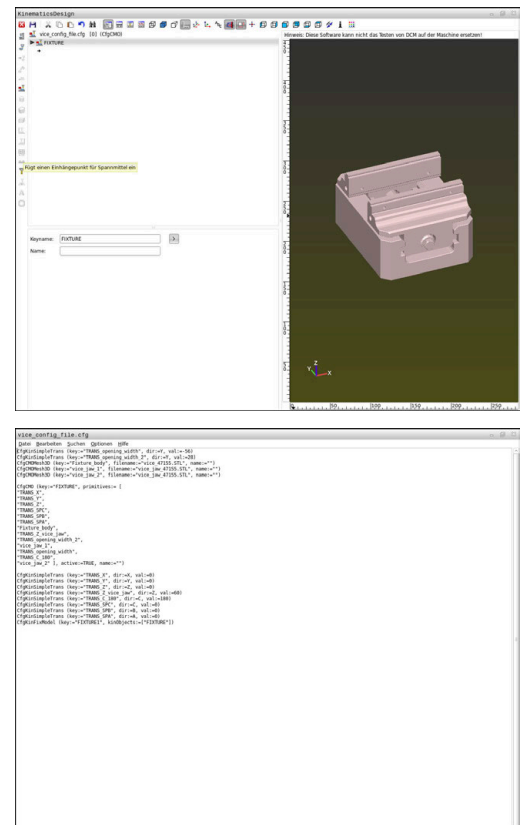 KinematicsDesign
vice_config_file.cfg [0] (CfgCMO)
FIXTURE
Hinweis: Diese Software kann nicht das Testen von DCM auf der Maschine ersetzen!
Fügt einen Einhängepunkt für Spannmittel ein
Keyname: FIXTURE >
Name:
Z
Y X
0 50 100 150 200 250
vice_config_file.cfg
Datei Bearbeiten Suchen Optionen Hilfe
CfgKinSimpleTrans (key:="TRANS_opening_width", dir:=Y, val:=-56)
CfgKinSimpleTrans (key:="TRANS_opening_width_2", dir:=Y, val:=28)
CfgCMOMesh3D (key:="Fixture_body", filename:="vice_47155.STL", name:="")
CfgCMOMesh3D (key:="vice_jaw_1", filename:="vice_jaw_47155.STL", name:="")
CfgCMOMesh3D (key:="vice_jaw_2", filename:="vice_jaw_47155.STL", name:="")
CfgCMO (key:="FIXTURE", primitives:= [
"TRANS_X",
"TRANS_Y",
"TRANS_Z",
"TRANS_SPC",
"TRANS_SPB",
"TRANS_SPA",
"Fixture_body",
"TRANS_Z_vice_jaw",
"TRANS_opening_width_2",
"vice_jaw_1",
"TRANS_opening_width",
"TRANS_C_180",
"vice_jaw_2" ], active:=TRUE, name:="")
CfgKinSimpleTrans (key:="TRANS_X", dir:=X, val:=0)
CfgKinSimpleTrans (key:="TRANS_Y", dir:=Y, val:=0)
CfgKinSimpleTrans (key:="TRANS_Z", dir:=Z, val:=0)
CfgKinSimpleTrans (key:="TRANS_Z_vice_jaw", dir:=Z, val:=60)
CfgKinSimpleTrans (key:="TRANS_C_180", dir:=C, val:=180)
CfgKinSimpleTrans (key:="TRANS_SPC", dir:=C, val:=0)
CfgKinSimpleTrans (key:="TRANS_SPB", dir:=B, val:=0)
CfgKinSimpleTrans (key:="TRANS_SPA", dir:=A, val:=0)
CfgKinFixModel (key:="FIXTURE1", kinObjects:=["FIXTURE"])